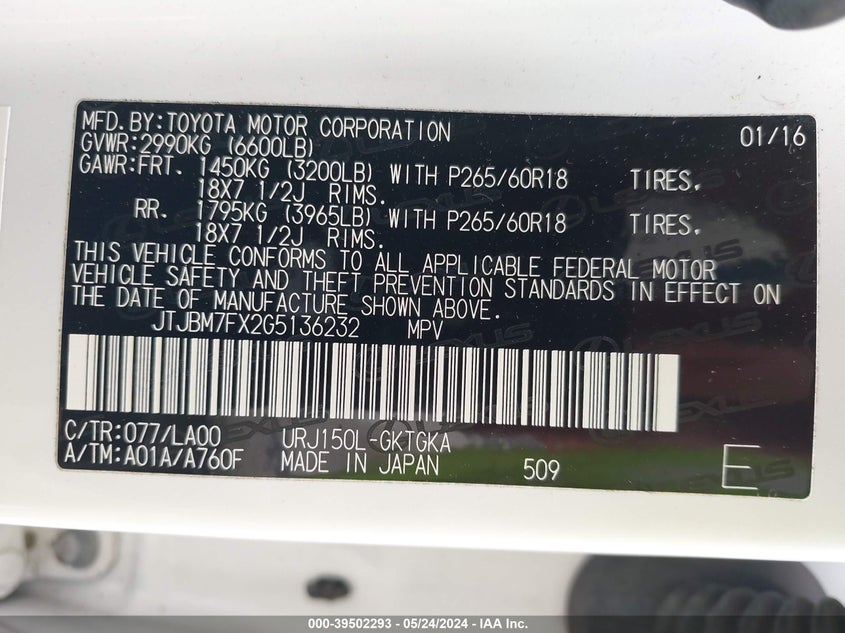 MFD.BY:TOYOTA MOTOR CORPORATION 01/16
GVWR:2990KG (6600LB)
GAWR:FRT. 1450KG (3200LB) WITH P265/60R18 TIRES.
18X7 1/2J RIMS.
RR. 1795KG (3965LB) WITH P265/60R18 TIRES.
18X7 1/2J RIMS.
THIS VEHICLE CONFORMS TO ALL APPLICABLE FEDERAL MOTOR
VEHICLE SAFETY AND THEFT PREVENTION STANDARDS IN EFFECT ON
THE DATE OF MANUFACTURE SHOWN ABOVE.
JTJBM7FX2G5136232 MPV
C/TR:077/LA00 URJ150L-GKTGKA
A/TM:A01A/A760F MADE IN JAPAN 509 E
000-39502293 - 05/24/2024 - IAA Inc.